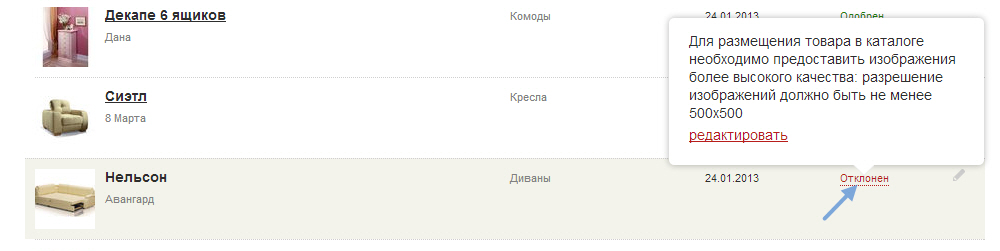 Декапе 6 ящиков
Дана
Комоды
24.01.2013
Одобрен
Для размещения товара в каталоге
необходимо предоставить изображения
более высокого качества: разрешение
изображений должно быть не менее
500x500
редактировать
Сиэтл
8 Марта
Кресла
Нельсон
Авангард
Диваны
24.01.2013
Отклонен